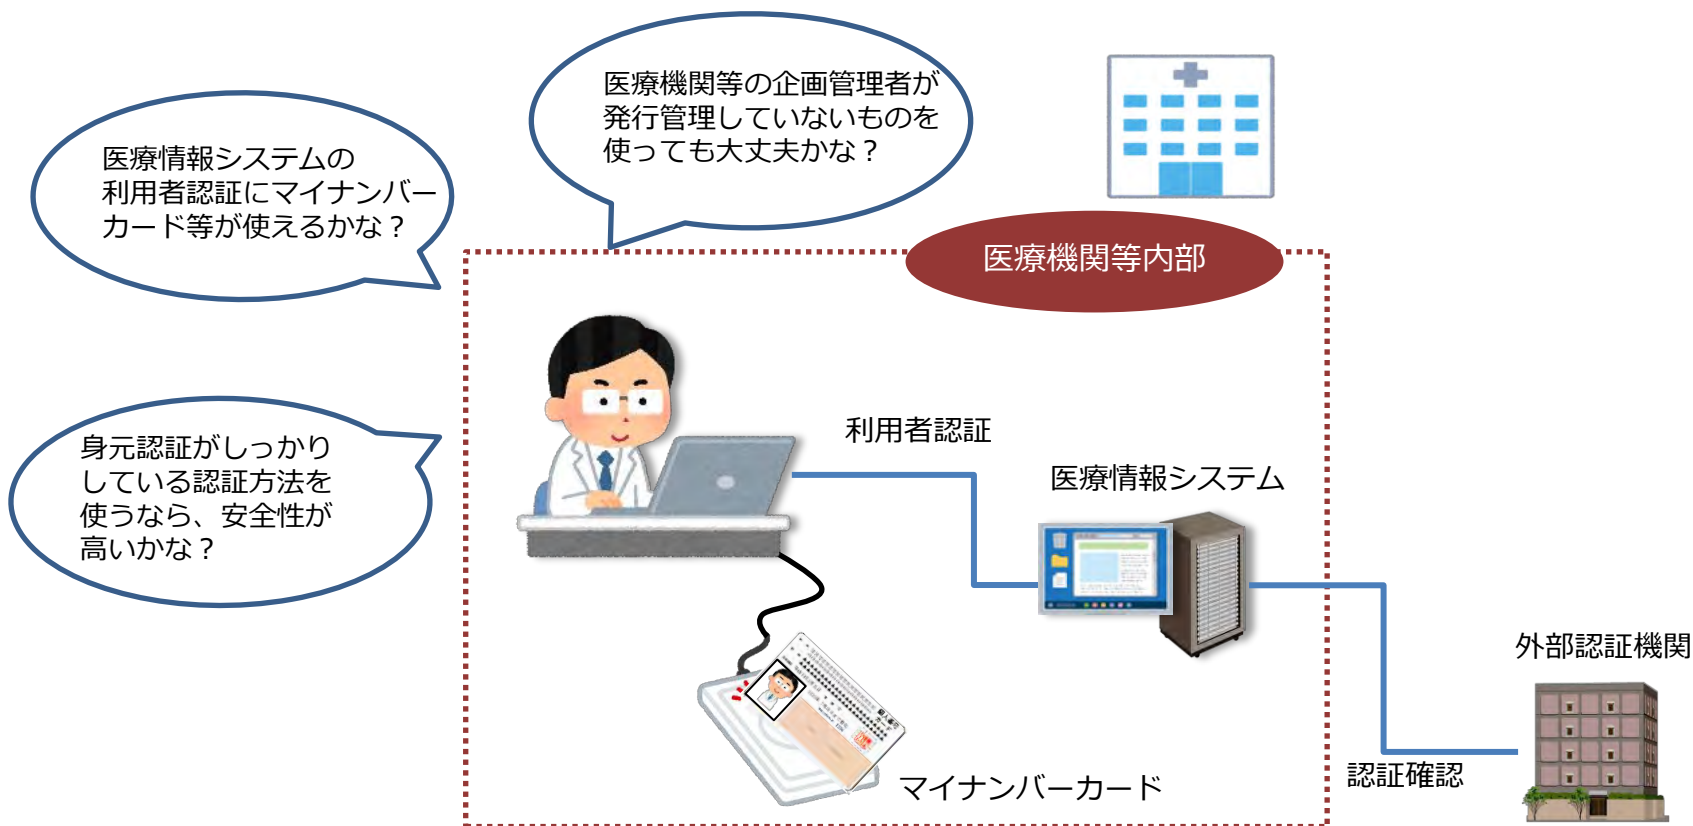 医療機関等の企画管理者が
発行管理していないものを
使っても大丈夫かな？
医療情報システムの
利用者認証にマイナンバー
カード等が使えるかな？
医療機関等内部
身元認証がしっかり
している認証方法を
使うなら、安全性が
高いかな？
利用者認証
医療情報システム
外部認証機関
認証確認
マイナンバーカード